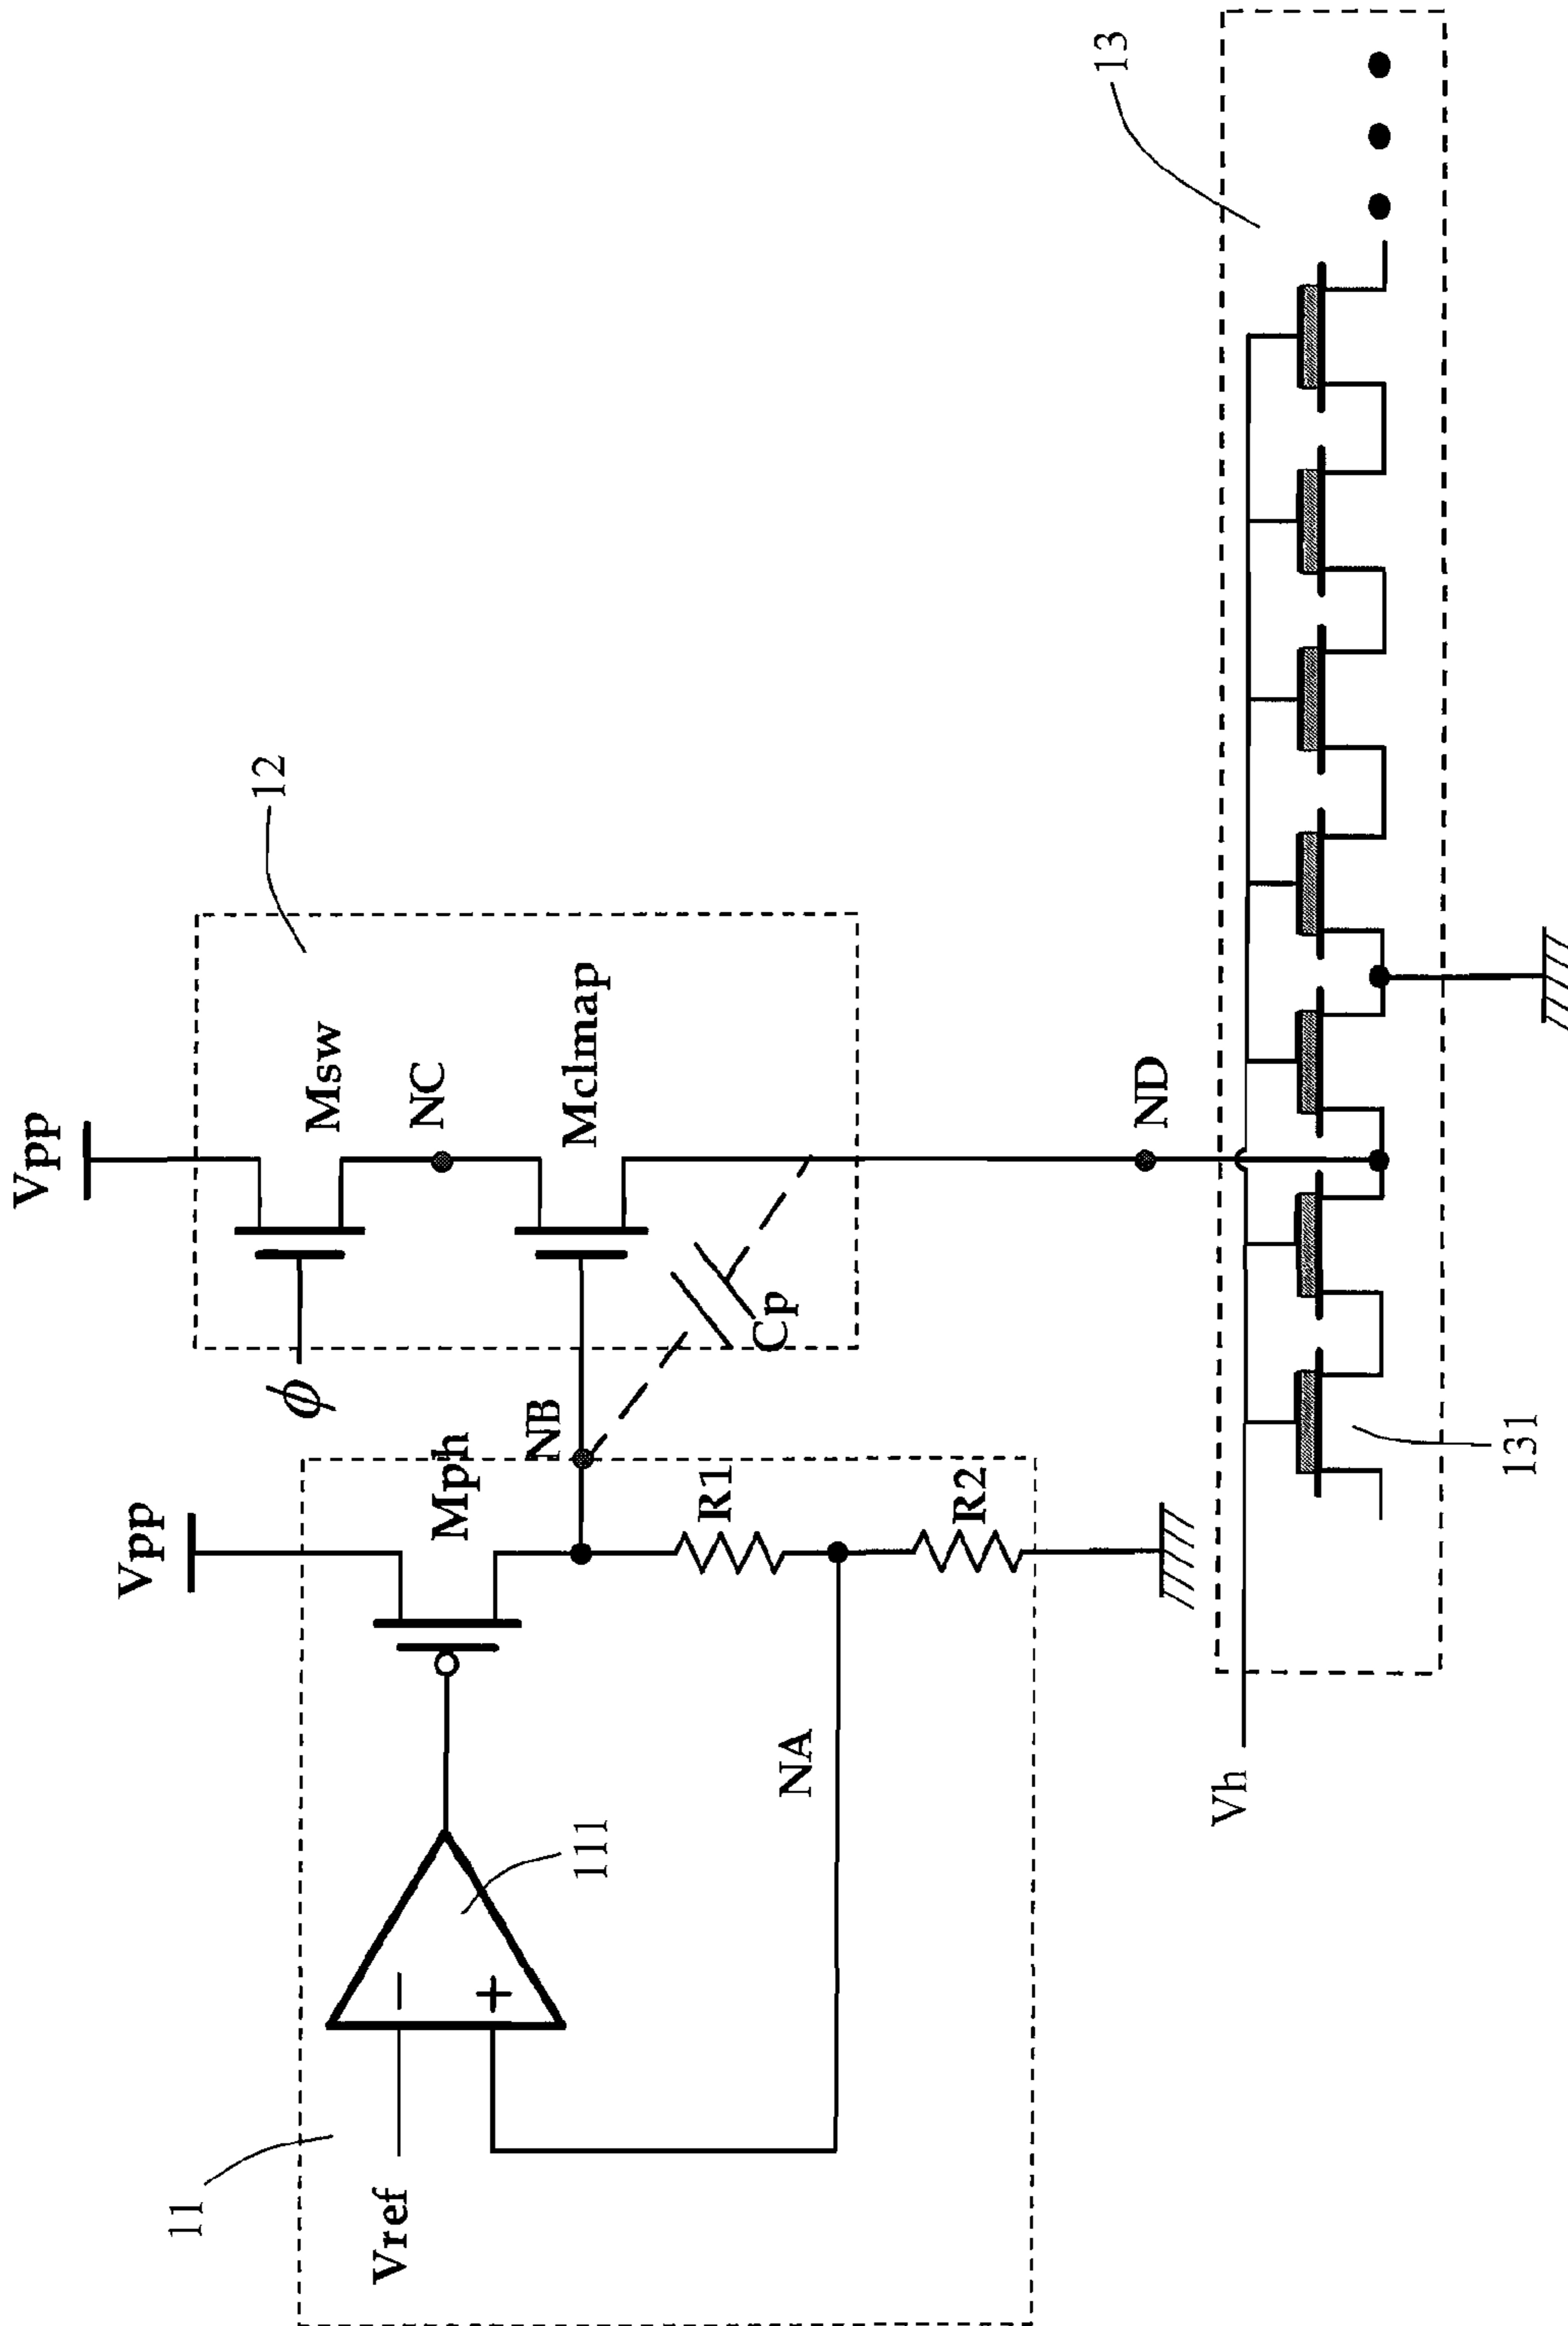 11
Vref
−
+
111
Vpp
Mph
NB
R1
NA
R2
Vpp
ϕ
Msw
NC
Mclmap
Cp
12
ND
Vh
131
13